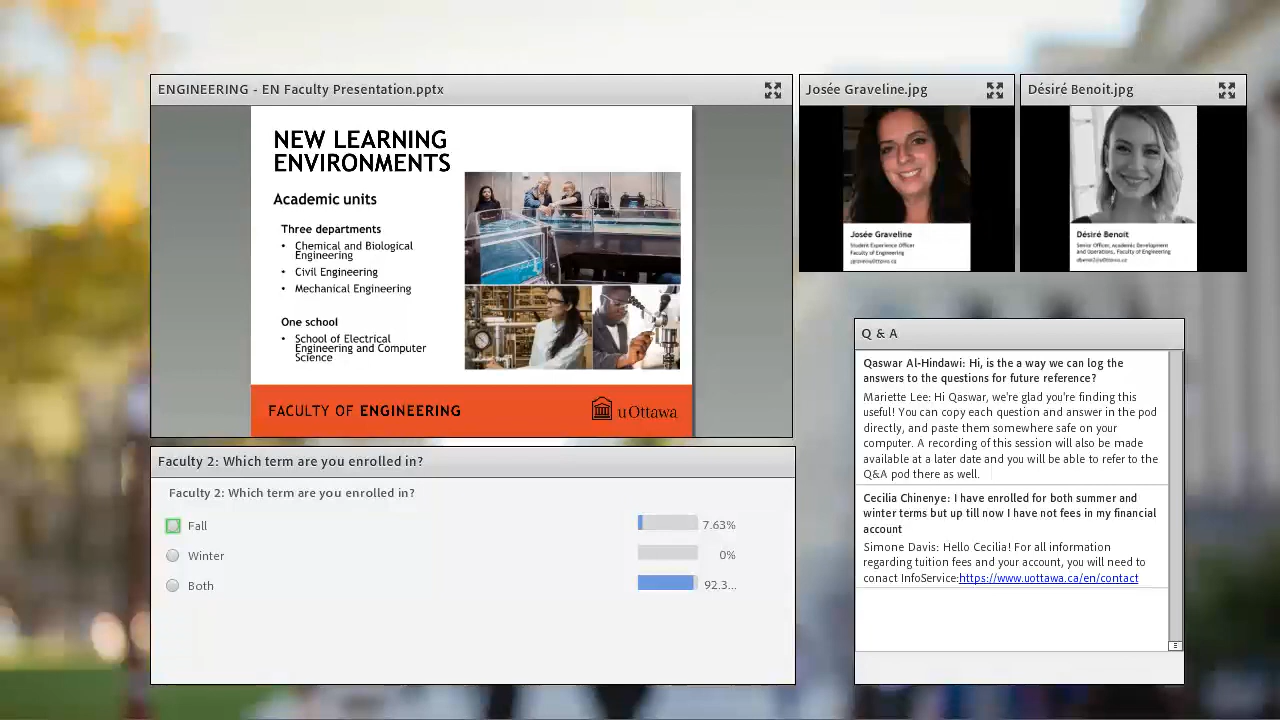 ENGINEERING - EN Faculty Presentation.pptx
NEW LEARNING
ENVIRONMENTS
Academic units
Three departments
• Chemical and Biological
Engineering
• Civil Engineering
• Mechanical Engineering
One school
• School of Electrical
Engineering and Computer
Science
FACULTY OF ENGINEERING
uOttawa
Josée Graveline.jpg
Josée Graveline
Student Experience Officer
Faculty of Engineering
Désiré Benoit.jpg
Désiré Benoit
Senior Officer, Academic Development
and Operations, Faculty of Engineering
Faculty 2: Which term are you enrolled in?
Faculty 2: Which term are you enrolled in?
Fall 7.63%
Winter 0%
Both 92.3...
Q & A
Qaswar Al-Hindawi: Hi, is the a way we can log the
answers to the questions for future reference?
Mariette Lee: Hi Qaswar, we're glad you're finding this
useful! You can copy each question and answer in the pod
directly, and paste them somewhere safe on your
computer. A recording of this session will also be made
available at a later date and you will be able to refer to the
Q&A pod there as well.
Cecilia Chinenye: I have enrolled for both summer and
winter terms but up till now I have not fees in my financial
account
Simone Davis: Hello Cecilia! For all information
regarding tuition fees and your account, you will need to
conact InfoService:https://www.uottawa.ca/en/contact